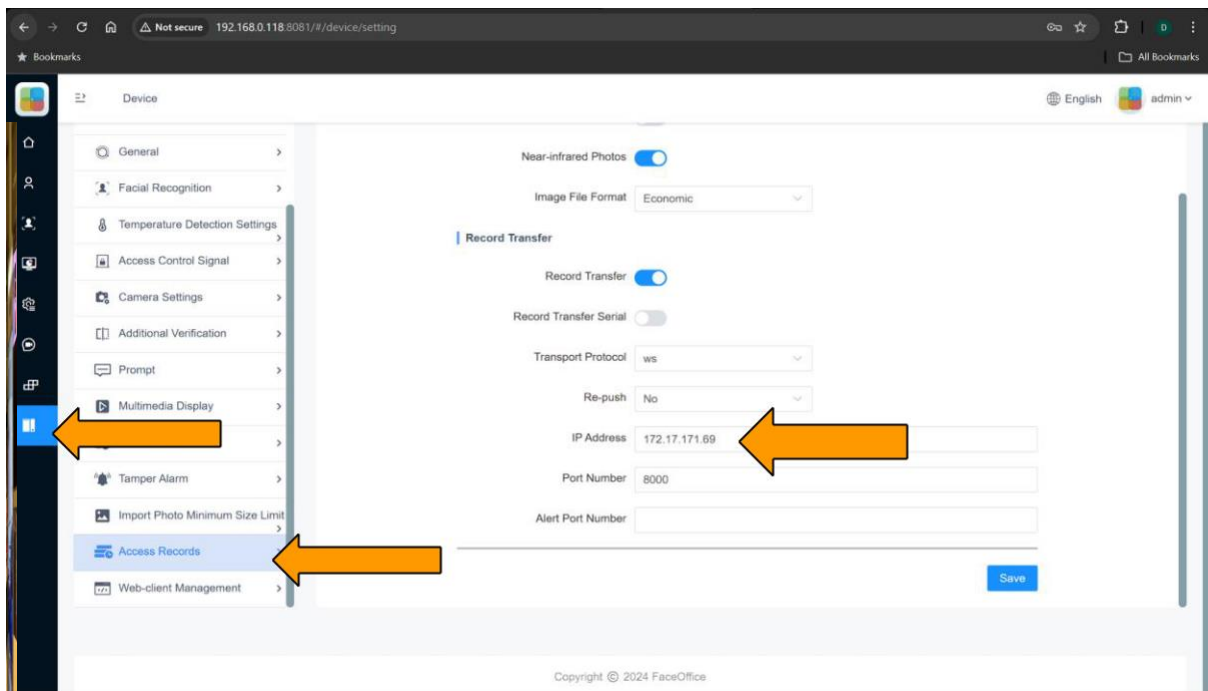 Not secure 192.168.0.118:8081/#/device/setting
Bookmarks
All Bookmarks
Device
English
admin
General
Facial Recognition
Temperature Detection Settings
Access Control Signal
Camera Settings
Additional Verification
Prompt
Multimedia Display
Tamper Alarm
Import Photo Minimum Size Limit
Access Records
Web-client Management
Near-infrared Photos
Image File Format Economic
Record Transfer
Record Transfer
Record Transfer Serial
Transport Protocol ws
Re-push No
IP Address 172.17.171.69
Port Number 8000
Alert Port Number
Save
Copyright © 2024 FaceOffice